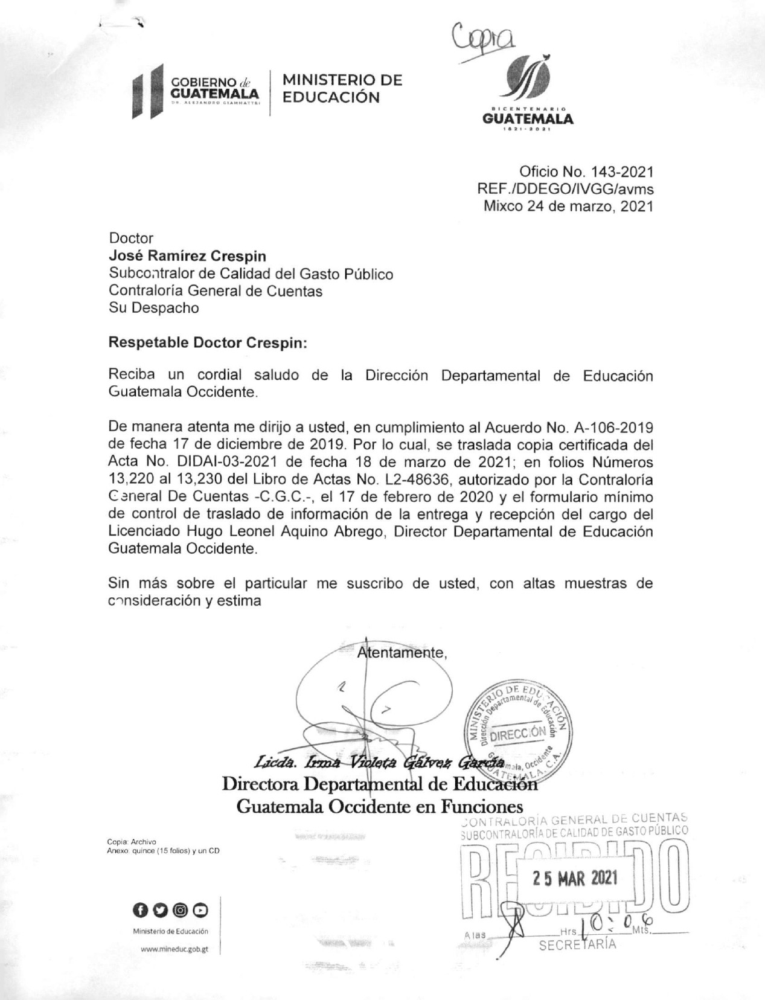 Copia
GOBIERNO de
GUATEMALA
DR. ALEJANDRO GIAMMATTEI
MINISTERIO DE
EDUCACIÓN
BICENTENARIO
GUATEMALA
1821-2021
Oficio No. 143-2021
REF./DDEGO/IVGG/avms
Mixco 24 de marzo, 2021
Doctor
José Ramírez Crespin
Subcontralor de Calidad del Gasto Público
Contraloría General de Cuentas
Su Despacho
Respetable Doctor Crespin:
Reciba un cordial saludo de la Dirección Departamental de Educación
Guatemala Occidente.
De manera atenta me dirijo a usted, en cumplimiento al Acuerdo No. A-106-2019
de fecha 17 de diciembre de 2019. Por lo cual, se traslada copia certificada del
Acta No. DIDAI-03-2021 de fecha 18 de marzo de 2021; en folios Números
13,220 al 13,230 del Libro de Actas No. L2-48636, autorizado por la Contraloría
General De Cuentas -C.G.C.-, el 17 de febrero de 2020 y el formulario mínimo
de control de traslado de información de la entrega y recepción del cargo del
Licenciado Hugo Leonel Aquino Abrego, Director Departamental de Educación
Guatemala Occidente.
Sin más sobre el particular me suscribo de usted, con altas muestras de
consideración y estima
Atentamente,
MINISTERIO DE EDUCACIÓN
Dirección Departamental de Educación
DIRECCIÓN
Guatemala, Occidente
GUATEMALA, C.A.
Licda. Irma Violeta Gálvez García
Directora Departamental de Educación
Guatemala Occidente en Funciones
CONTRALORÍA GENERAL DE CUENTAS
SUBCONTRALORÍA DE CALIDAD DE GASTO PÚBLICO
RECIBIDO
25 MAR 2021
A las Hrs 10:06 Mts.
SECRETARÍA
Copia: Archivo
Anexo: quince (15 folios) y un CD
Ministerio de Educación
www.mineduc.gob.gt